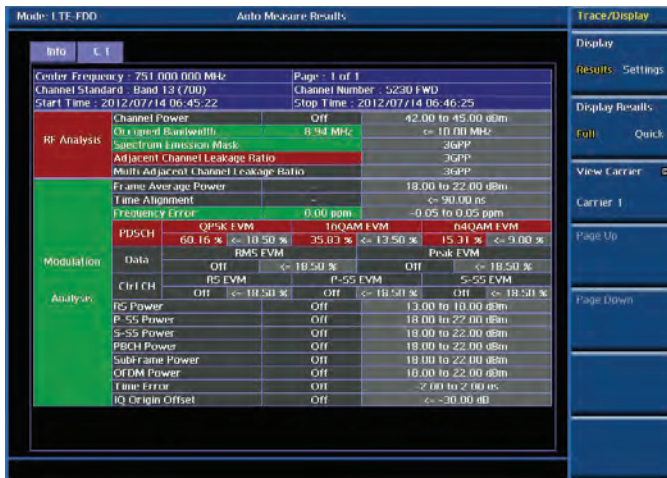 Mode: LTE-FDD
Auto Measure Results
Trace/Display
Info
C 1
Center Frequency : 751.000 000 MHz
Page : 1 of 1
Channel Standard : Band 13 (700)
Channel Number : 5230 FWD
Start Time : 2012/07/14 06:45:22
Stop Time : 2012/07/14 06:46:25
RF Analysis
Channel Power Off 42.00 to 45.00 dBm
Occupied Bandwidth 8.94 MHz <= 10.00 MHz
Spectrum Emission Mask 3GPP
Adjacent Channel Leakage Ratio 3GPP
Multi Adjacent Channel Leakage Ratio 3GPP
Modulation Analysis
Frame Average Power - 18.00 to 22.00 dBm
Time Alignment - <= 90.00 ns
Frequency Error 0.00 ppm -0.05 to 0.05 ppm
PDSCH
QPSK EVM 16QAM EVM 64QAM EVM
60.16 % <= 18.50 % 35.83 % <= 13.50 % 15.31 % <= 9.00 %
Data
RMS EVM Peak EVM
Off <= 18.50 % Off <= 18.50 %
Ctrl CH
RS EVM P-SS EVM S-SS EVM
Off <= 18.50 % Off <= 18.50 % Off <= 18.50 %
RS Power Off
P-SS Power Off 18.00 to 22.00 dBm
S-SS Power Off 18.00 to 22.00 dBm
PBCH Power Off 18.00 to 22.00 dBm
SubFrame Power Off 18.00 to 22.00 dBm
OFDM Power Off 18.00 to 22.00 dBm
Time Error Off -2.00 to 2.00 us
IQ Origin Offset Off <= -30.00 dB
Display
Results Settings
Display Results
Full Quick
View Carrier
Carrier 1
Page Up
Page Down